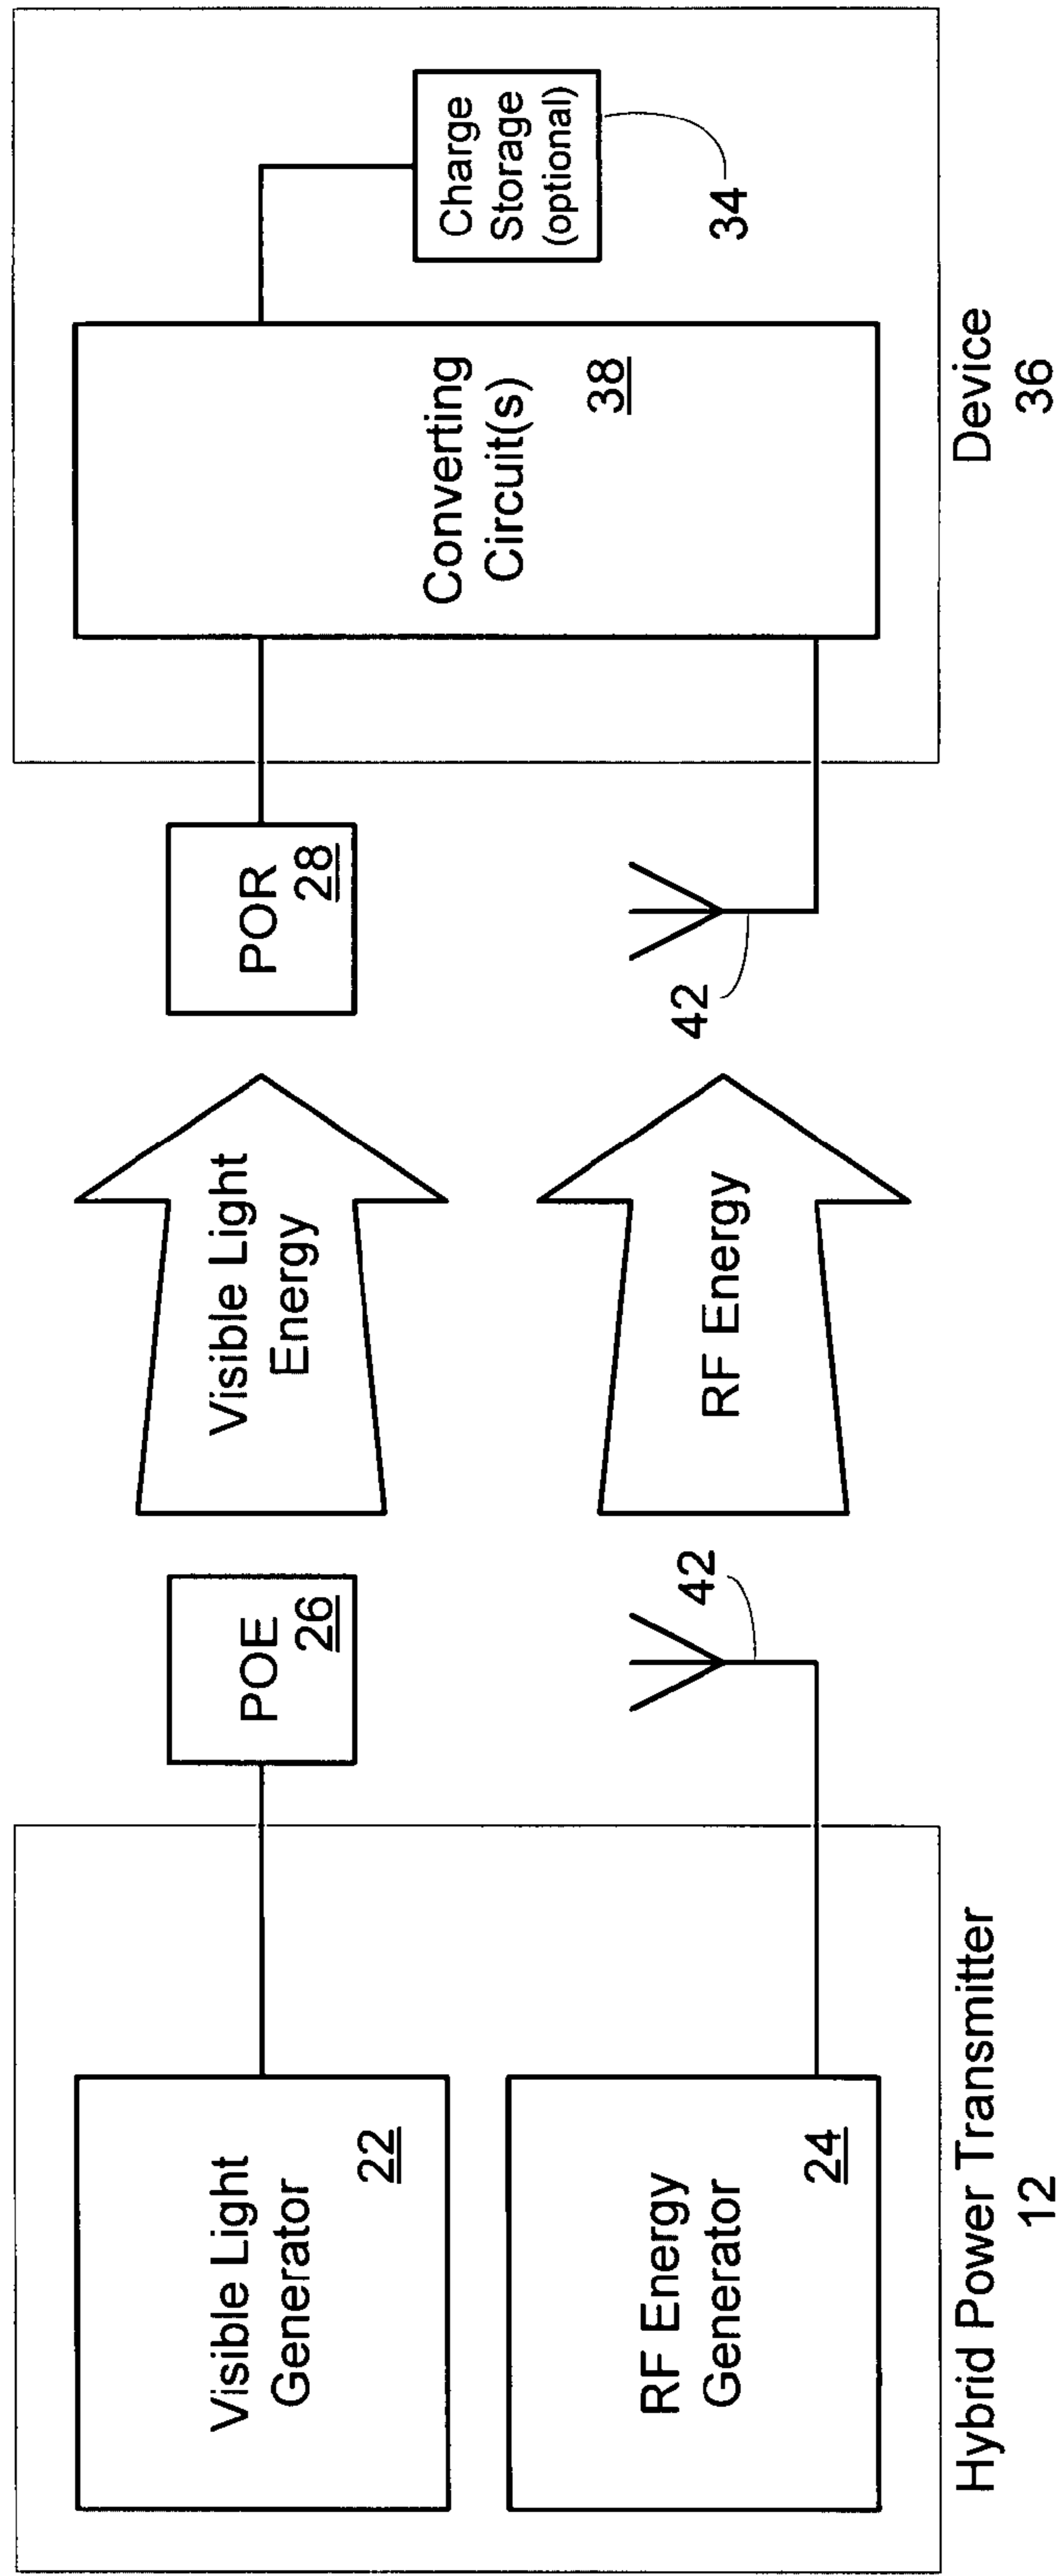 Visible Light
Generator
22
RF Energy
Generator
24
Hybrid Power Transmitter
12
POE
26
42
Visible Light
Energy
RF Energy
POR
28
42
Converting
Circuit(s)
38
Charge
Storage
(optional)
34
Device
36